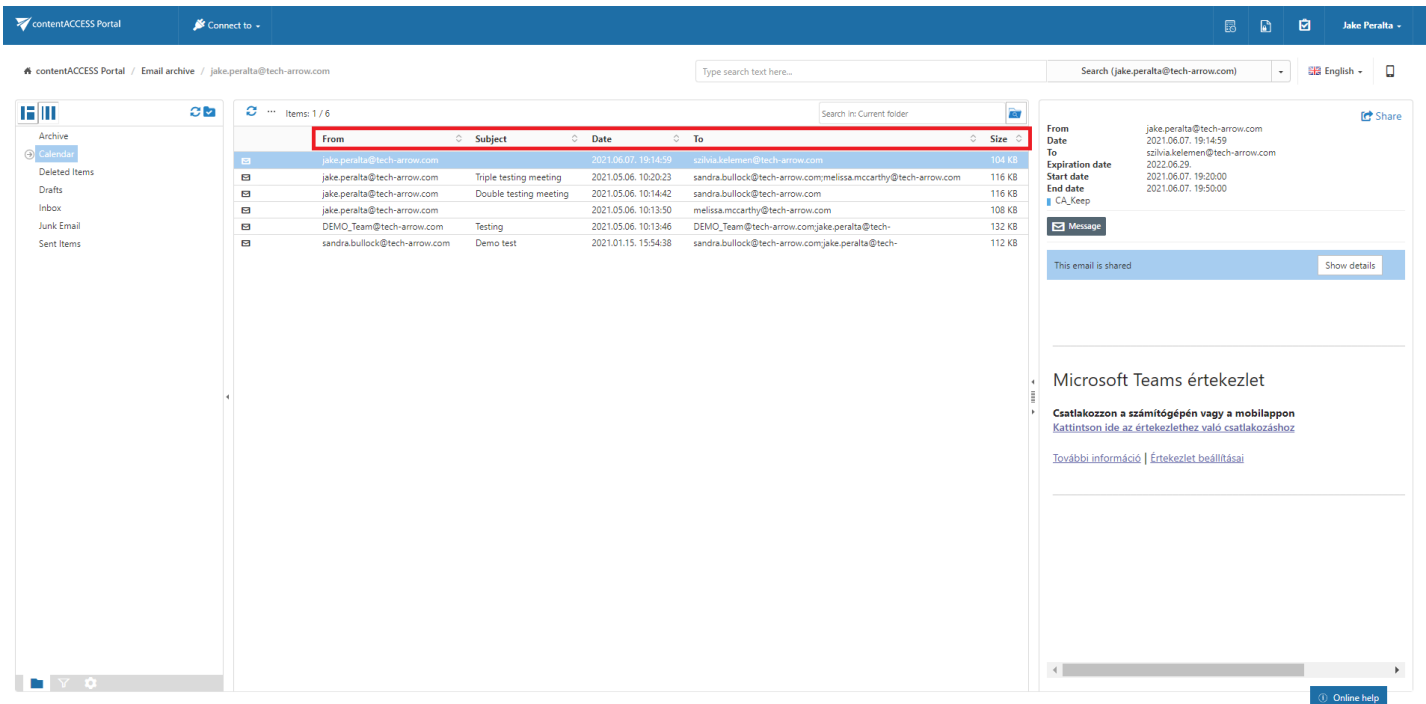 contentACCESS Portal Connect to Jake Peralta
contentACCESS Portal / Email archive / jake.peralta@tech-arrow.com Type search text here... Search (jake.peralta@tech-arrow.com) English
Archive
Calendar
Deleted Items
Drafts
Inbox
Junk Email
Sent Items
Items: 1 / 6 Search in: Current folder
From Subject Date To Size
jake.peralta@tech-arrow.com 2021.06.07. 19:14:59 szilvia.kelemen@tech-arrow.com 104 KB
jake.peralta@tech-arrow.com Triple testing meeting 2021.05.06. 10:20:23 sandra.bullock@tech-arrow.com;melissa.mccarthy@tech-arrow.com 116 KB
jake.peralta@tech-arrow.com Double testing meeting 2021.05.06. 10:14:42 sandra.bullock@tech-arrow.com 116 KB
jake.peralta@tech-arrow.com 2021.05.06. 10:13:50 melissa.mccarthy@tech-arrow.com 108 KB
DEMO_Team@tech-arrow.com Testing 2021.05.06. 10:13:46 DEMO_Team@tech-arrow.com;jake.peralta@tech- 132 KB
sandra.bullock@tech-arrow.com Demo test 2021.01.15. 15:54:38 sandra.bullock@tech-arrow.com;jake.peralta@tech- 112 KB
Share
From jake.peralta@tech-arrow.com
Date 2021.06.07. 19:14:59
To szilvia.kelemen@tech-arrow.com
Expiration date 2022.06.29.
Start date 2021.06.07. 19:20:00
End date 2021.06.07. 19:50:00
CA_Keep
Message
This email is shared Show details
Microsoft Teams értekezlet
Csatlakozzon a számítógépén vagy a mobilappon
Kattintson ide az értekezlethez való csatlakozáshoz
További információ | Értekezlet beállításai
Online help